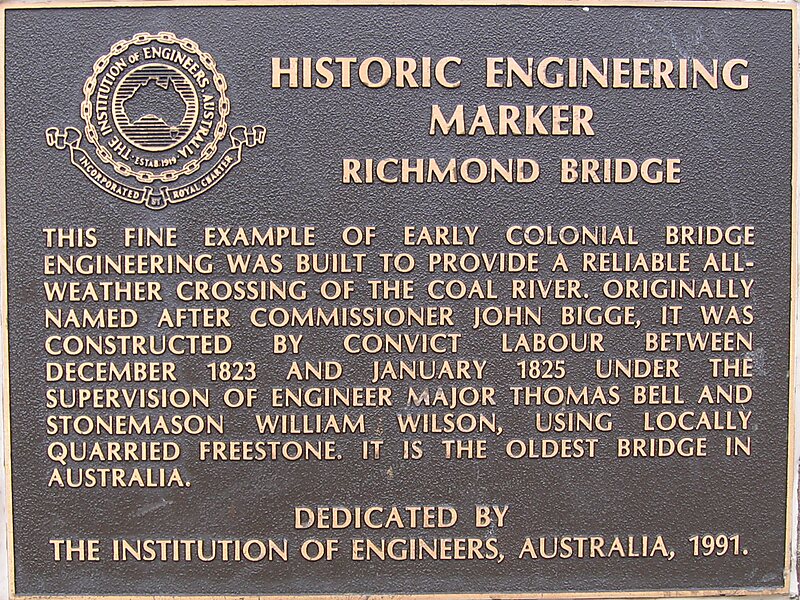 THE INSTITUTION OF ENGINEERS, AUSTRALIA
·ESTAB 1919·
INCORPORATED BY ROYAL CHARTER
HISTORIC ENGINEERING
MARKER
RICHMOND BRIDGE
THIS FINE EXAMPLE OF EARLY COLONIAL BRIDGE
ENGINEERING WAS BUILT TO PROVIDE A RELIABLE ALL-
WEATHER CROSSING OF THE COAL RIVER. ORIGINALLY
NAMED AFTER COMMISSIONER JOHN BIGGE, IT WAS
CONSTRUCTED BY CONVICT LABOUR BETWEEN
DECEMBER 1823 AND JANUARY 1825 UNDER THE
SUPERVISION OF ENGINEER MAJOR THOMAS BELL AND
STONEMASON WILLIAM WILSON, USING LOCALLY
QUARRIED FREESTONE. IT IS THE OLDEST BRIDGE IN
AUSTRALIA.
DEDICATED BY
THE INSTITUTION OF ENGINEERS, AUSTRALIA, 1991.